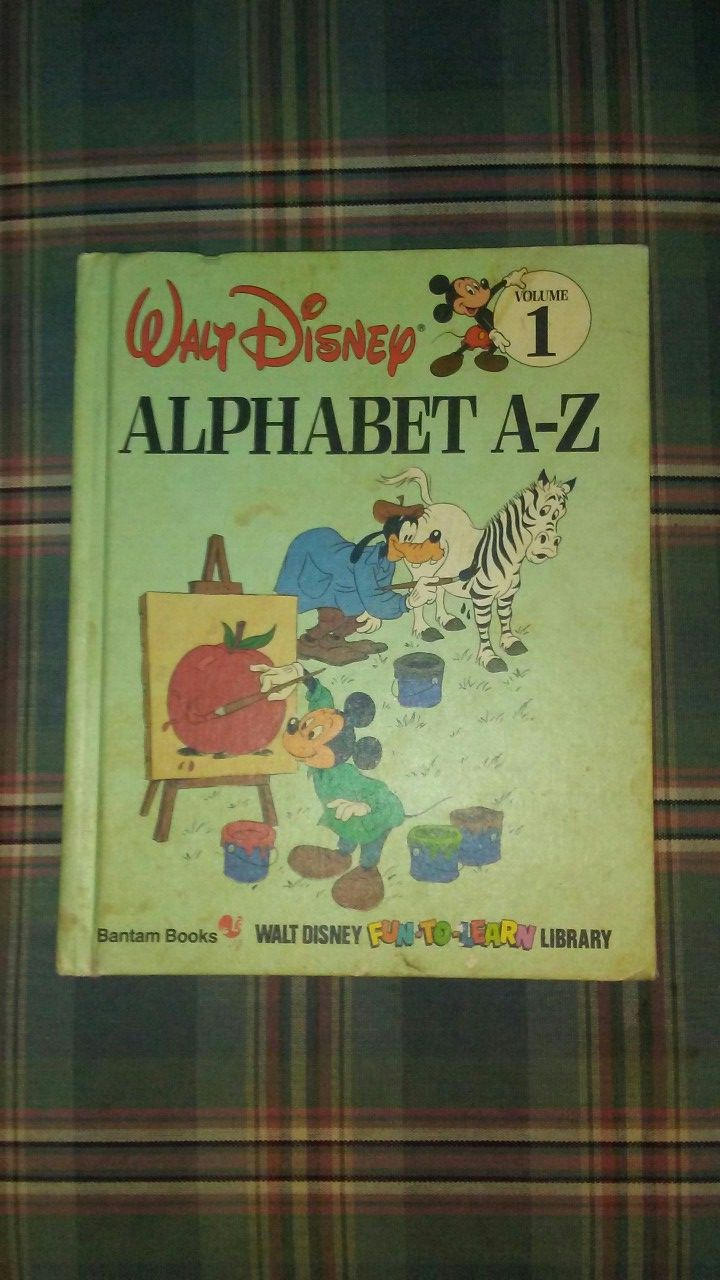 WALT DISNEY®
VOLUME
1
ALPHABET A-Z
Bantam Books WALT DISNEY FUN-TO-LEARN LIBRARY